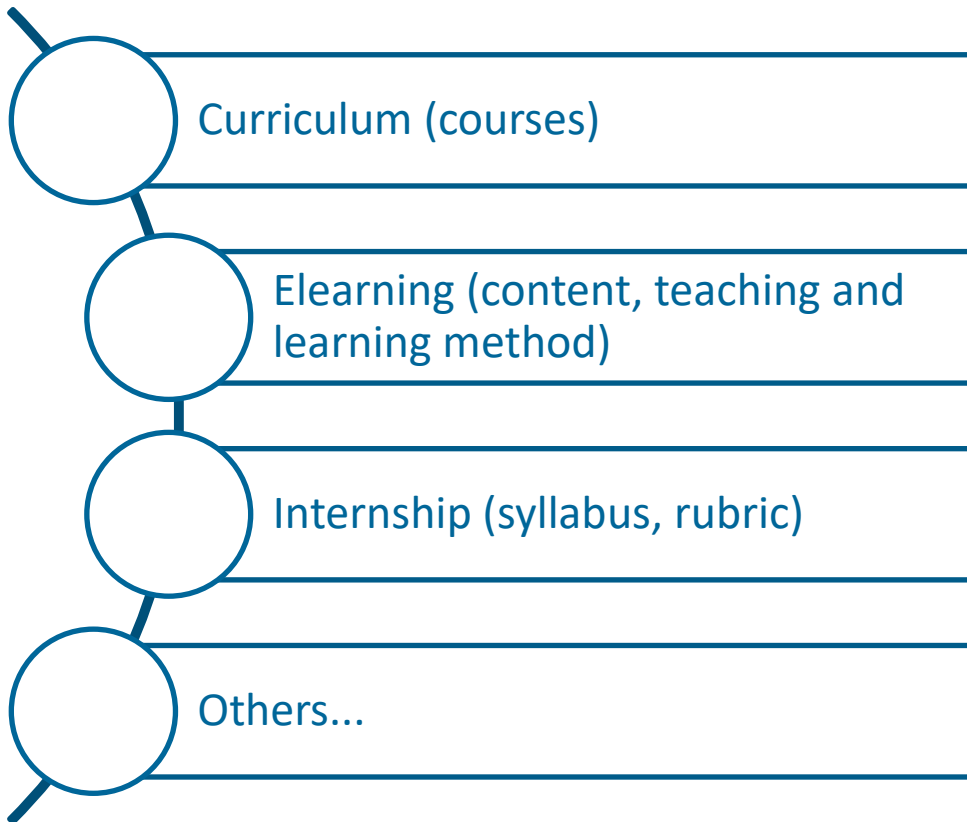 Curriculum (courses)
Elearning (content, teaching and
learning method)
Internship (syllabus, rubric)
Others...